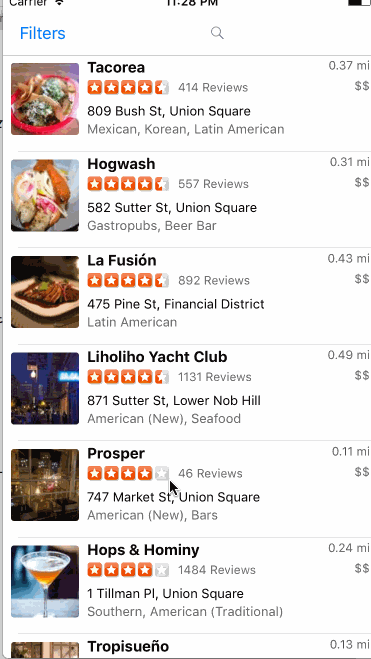 Carrier 11:28 PM
Filters
Tacorea 0.37 mi
414 Reviews $$
809 Bush St, Union Square
Mexican, Korean, Latin American
Hogwash 0.31 mi
557 Reviews $$
582 Sutter St, Union Square
Gastropubs, Beer Bar
La Fusión 0.43 mi
892 Reviews $$
475 Pine St, Financial District
Latin American
Liholiho Yacht Club 0.49 mi
1131 Reviews $$
871 Sutter St, Lower Nob Hill
American (New), Seafood
Prosper 0.11 mi
46 Reviews $$
747 Market St, Union Square
American (New), Bars
Hops & Hominy 0.24 mi
1484 Reviews $$
1 Tillman Pl, Union Square
Southern, American (Traditional)
Tropisueño 0.13 mi